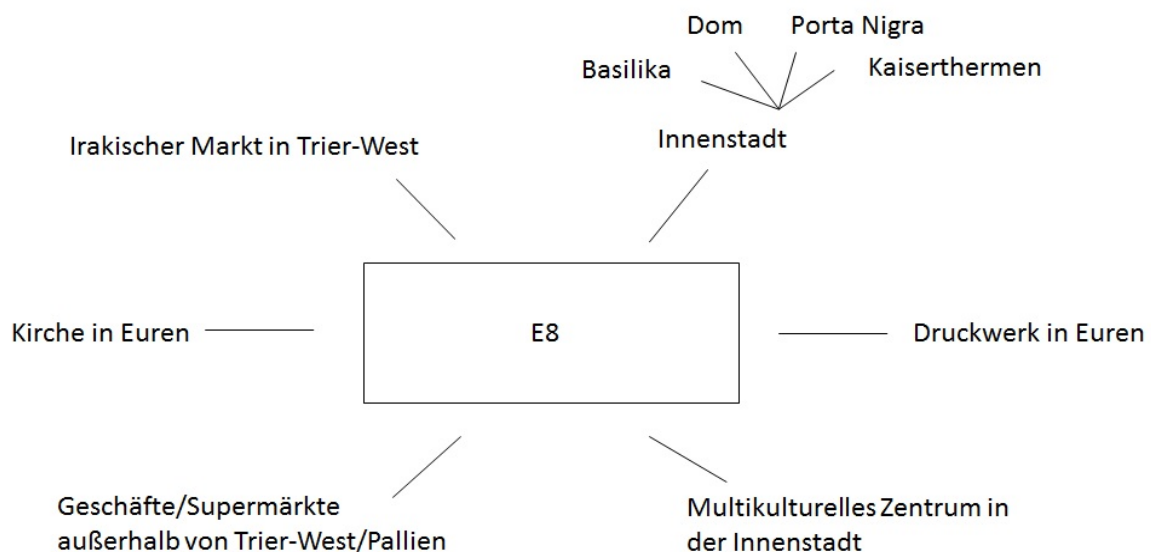 Dom
Porta Nigra
Basilika
Kaiserthermen
Irakischer Markt in Trier-West
Innenstadt
Kirche in Euren
E8
Druckwerk in Euren
Geschäfte/Supermärkte
außerhalb von Trier-West/Pallien
Multikulturelles Zentrum in
der Innenstadt